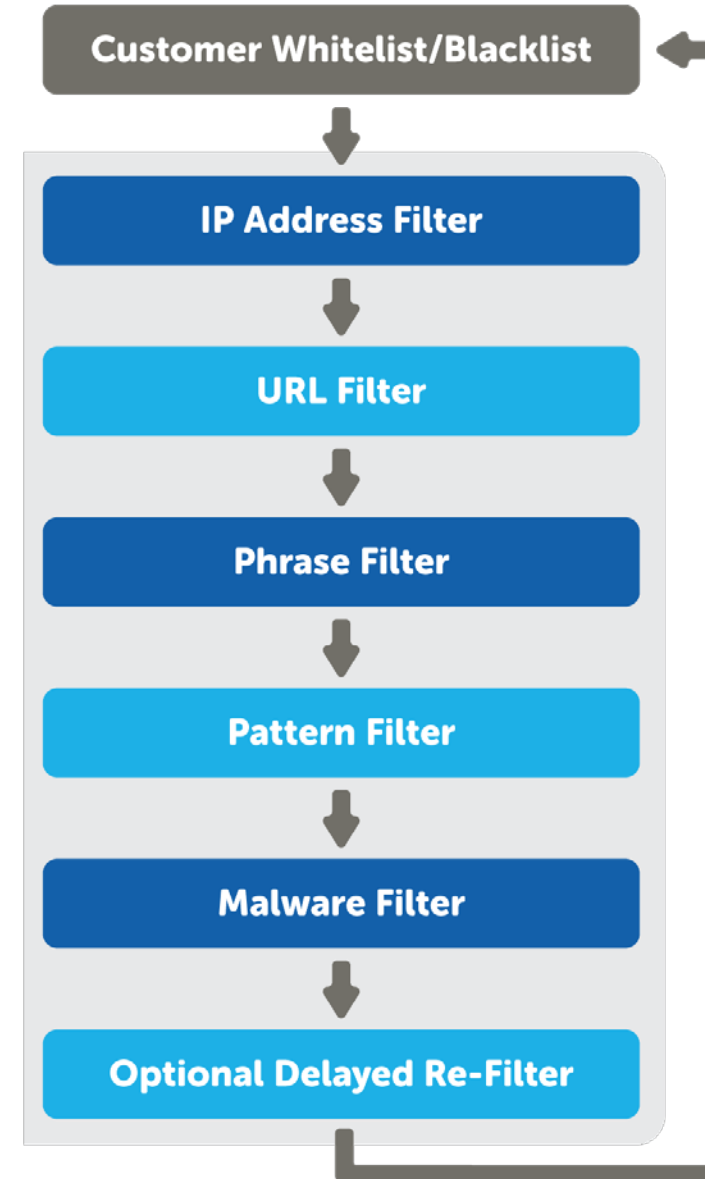 Customer Whitelist/Blacklist
IP Address Filter
URL Filter
Phrase Filter
Pattern Filter
Malware Filter
Optional Delayed Re-Filter